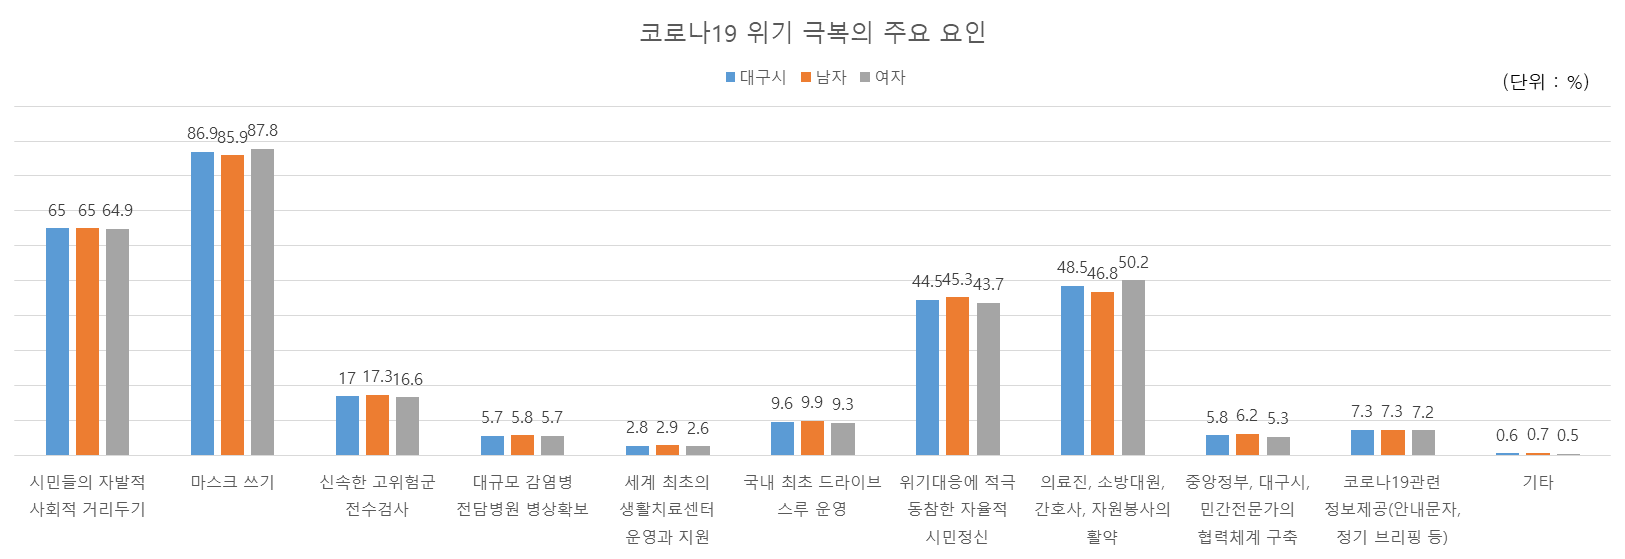 코로나19 위기 극복의 주요 요인
대구시 남자 여자
(단위 : %)
65 65 64.9
86.9 85.9 87.8
17 17.3 16.6
5.7 5.8 5.7
2.8 2.9 2.6
9.6 9.9 9.3
44.5 45.3 43.7
48.5 46.8 50.2
5.8 6.2 5.3
7.3 7.3 7.2
0.6 0.7 0.5
시민들의 자발적
사회적 거리두기
마스크 쓰기
신속한 고위험군
전수검사
대규모 감염병
전담병원 병상확보
세계 최초의
생활치료센터
운영과 지원
국내 최초 드라이브
스루 운영
위기대응에 적극
동참한 자율적
시민정신
의료진, 소방대원,
간호사, 자원봉사의
활약
중앙정부, 대구시,
민간전문가의
협력체계 구축
코로나19관련
정보제공(안내문자,
정기 브리핑 등)
기타